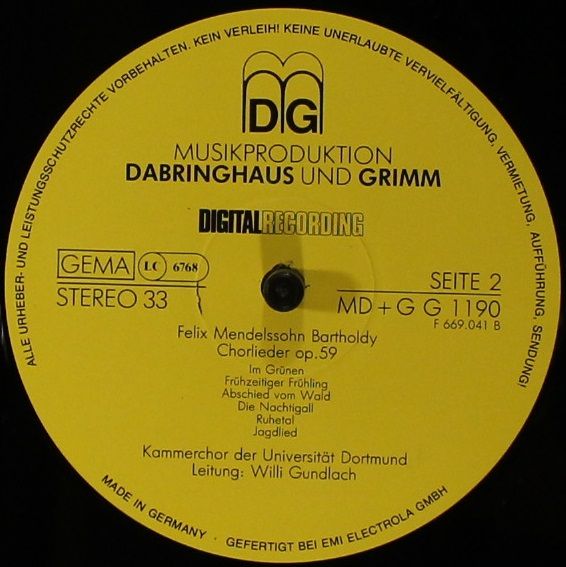 ALLE URHEBER- UND LEISTUNGSSCHUTZRECHTE VORBEHALTEN. KEIN VERLEIH! KEINE UNERLAUBTE VERVIELFÄLTIGUNG, VERMIETUNG, AUFFÜHRUNG, SENDUNG!
DG
MUSIKPRODUKTION
DABRINGHAUS UND GRIMM
DIGITAL RECORDING
GEMA LC 6768
STEREO 33
SEITE 2
MD + G G 1190
F 669.041 B
Felix Mendelssohn Bartholdy
Chorlieder op.59
Im Grünen
Frühzeitiger Frühling
Abschied vom Wald
Die Nachtigall
Ruhetal
Jagdlied
Kammerchor der Universität Dortmund
Leitung: Willi Gundlach
MADE IN GERMANY · GEFERTIGT BEI EMI ELECTROLA GMBH